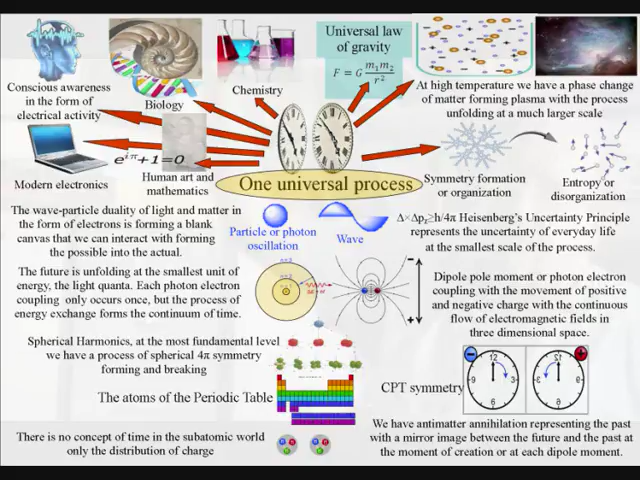 Universal law
of gravity
F = G m₁m₂ / r²
Conscious awareness
in the form of
electrical activity
Biology
Chemistry
At high temperature we have a phase change
of matter forming plasma with the process
unfolding at a much larger scale
Modern electronics
e^iπ+1=0
Human art and
mathematics
One universal process
Symmetry formation
or organization
Entropy or
disorganization
The wave-particle duality of light and matter in
the form of electrons is forming a blank
canvas that we can interact with forming
the possible into the actual.
Particle or photon
oscillation
Wave
Δ×Δpₓ≥h/4π Heisenberg's Uncertainty Principle
represents the uncertainty of everyday life
at the smallest scale of the process.
The future is unfolding at the smallest unit of
energy, the light quanta. Each photon electron
coupling only occurs once, but the process of
energy exchange forms the continuum of time.
Dipole pole moment or photon electron
coupling with the movement of positive
and negative charge with the continuous
flow of electromagnetic fields in
three dimensional space.
Spherical Harmonics, at the most fundamental level
we have a process of spherical 4π symmetry
forming and breaking
The atoms of the Periodic Table
CPT symmetry
12
3
6
9
12
3
6
9
There is no concept of time in the subatomic world
only the distribution of charge
We have antimatter annihilation representing the past
with a mirror image between the future and the past at
the moment of creation or at each dipole moment.